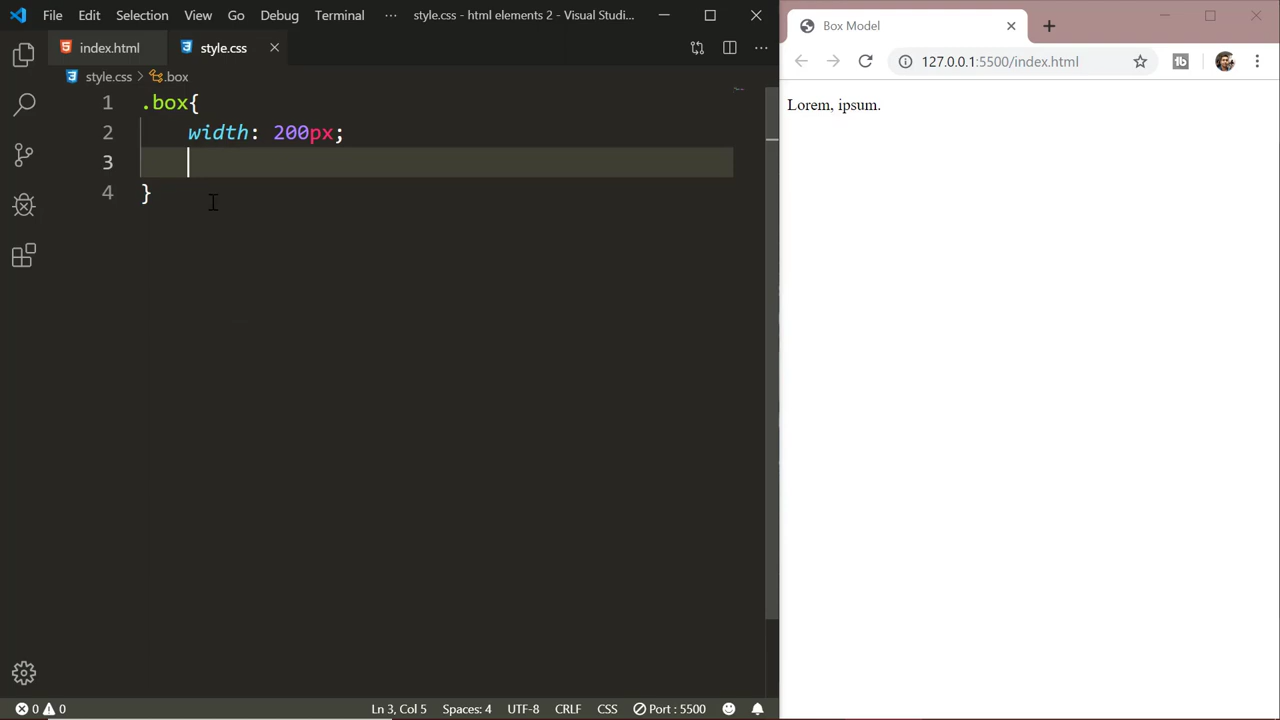 File Edit Selection View Go Debug Terminal ··· style.css - html elements 2 - Visual Studi...
index.html style.css
style.css > .box
1 .box{
2 width: 200px;
3
4 }
0 0 Ln 3, Col 5 Spaces: 4 UTF-8 CRLF CSS Port : 5500
Box Model
127.0.0.1:5500/index.html
Lorem, ipsum.